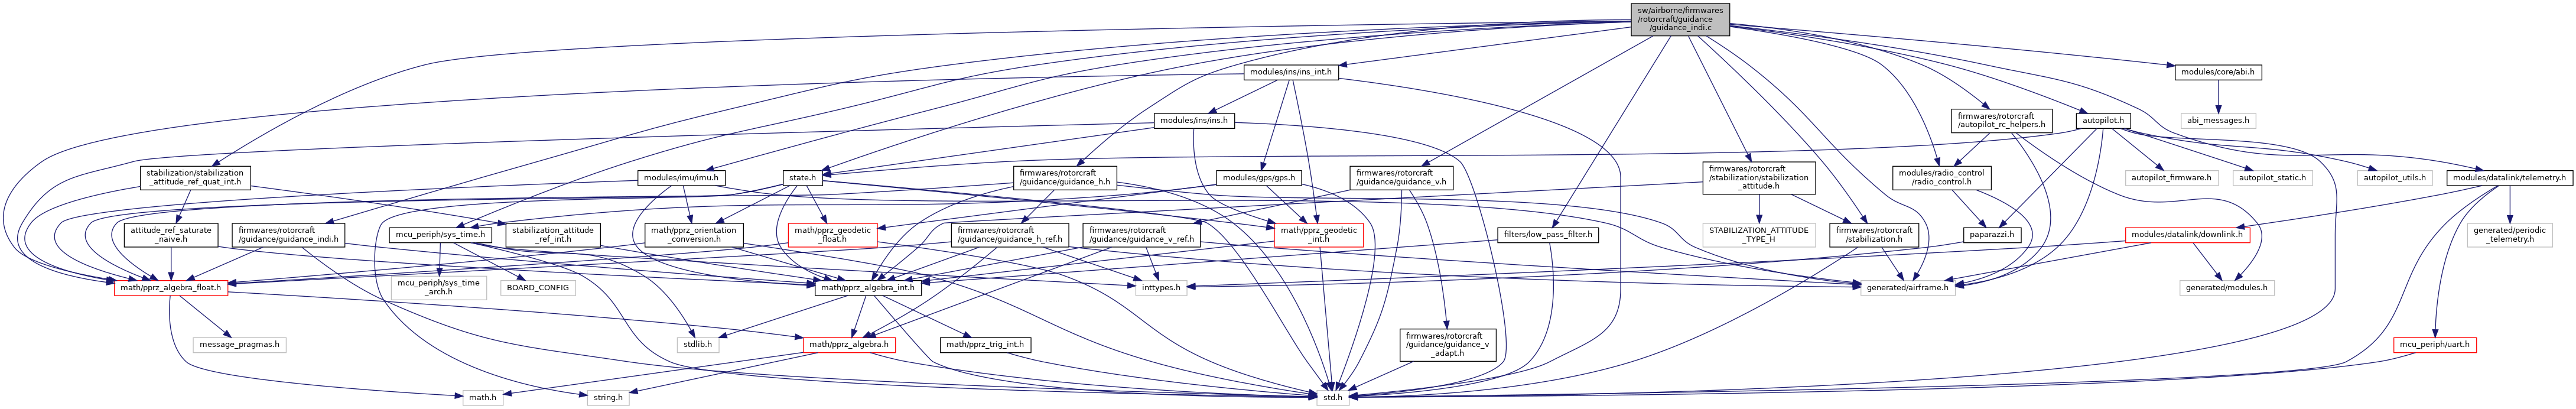 sw/airborne/firmwares
/rotorcraft/guidance
/guidance_indi.c
modules/ins/ins_int.h
modules/core/abi.h
modules/ins/ins.h
firmwares/rotorcraft
/autopilot_rc_helpers.h
autopilot.h
abi_messages.h
stabilization/stabilization
_attitude_ref_quat_int.h
modules/imu/imu.h
state.h
firmwares/rotorcraft
/guidance/guidance_h.h
modules/gps/gps.h
firmwares/rotorcraft
/guidance/guidance_v.h
firmwares/rotorcraft
/stabilization/stabilization
_attitude.h
modules/radio_control
/radio_control.h
autopilot_firmware.h
autopilot_static.h
autopilot_utils.h
modules/datalink/telemetry.h
attitude_ref_saturate
_naive.h
firmwares/rotorcraft
/guidance/guidance_indi.h
mcu_periph/sys_time.h
stabilization_attitude
_ref_int.h
math/pprz_orientation
_conversion.h
math/pprz_geodetic
_float.h
firmwares/rotorcraft
/guidance/guidance_h_ref.h
firmwares/rotorcraft
/guidance/guidance_v_ref.h
math/pprz_geodetic
_int.h
filters/low_pass_filter.h
STABILIZATION_ATTITUDE
_TYPE_H
firmwares/rotorcraft
/stabilization.h
paparazzi.h
modules/datalink/downlink.h
generated/periodic
_telemetry.h
math/pprz_algebra_float.h
mcu_periph/sys_time
_arch.h
BOARD_CONFIG
math/pprz_algebra_int.h
inttypes.h
generated/airframe.h
generated/modules.h
message_pragmas.h
stdlib.h
math/pprz_algebra.h
math/pprz_trig_int.h
firmwares/rotorcraft
/guidance/guidance_v
_adapt.h
mcu_periph/uart.h
math.h
string.h
std.h